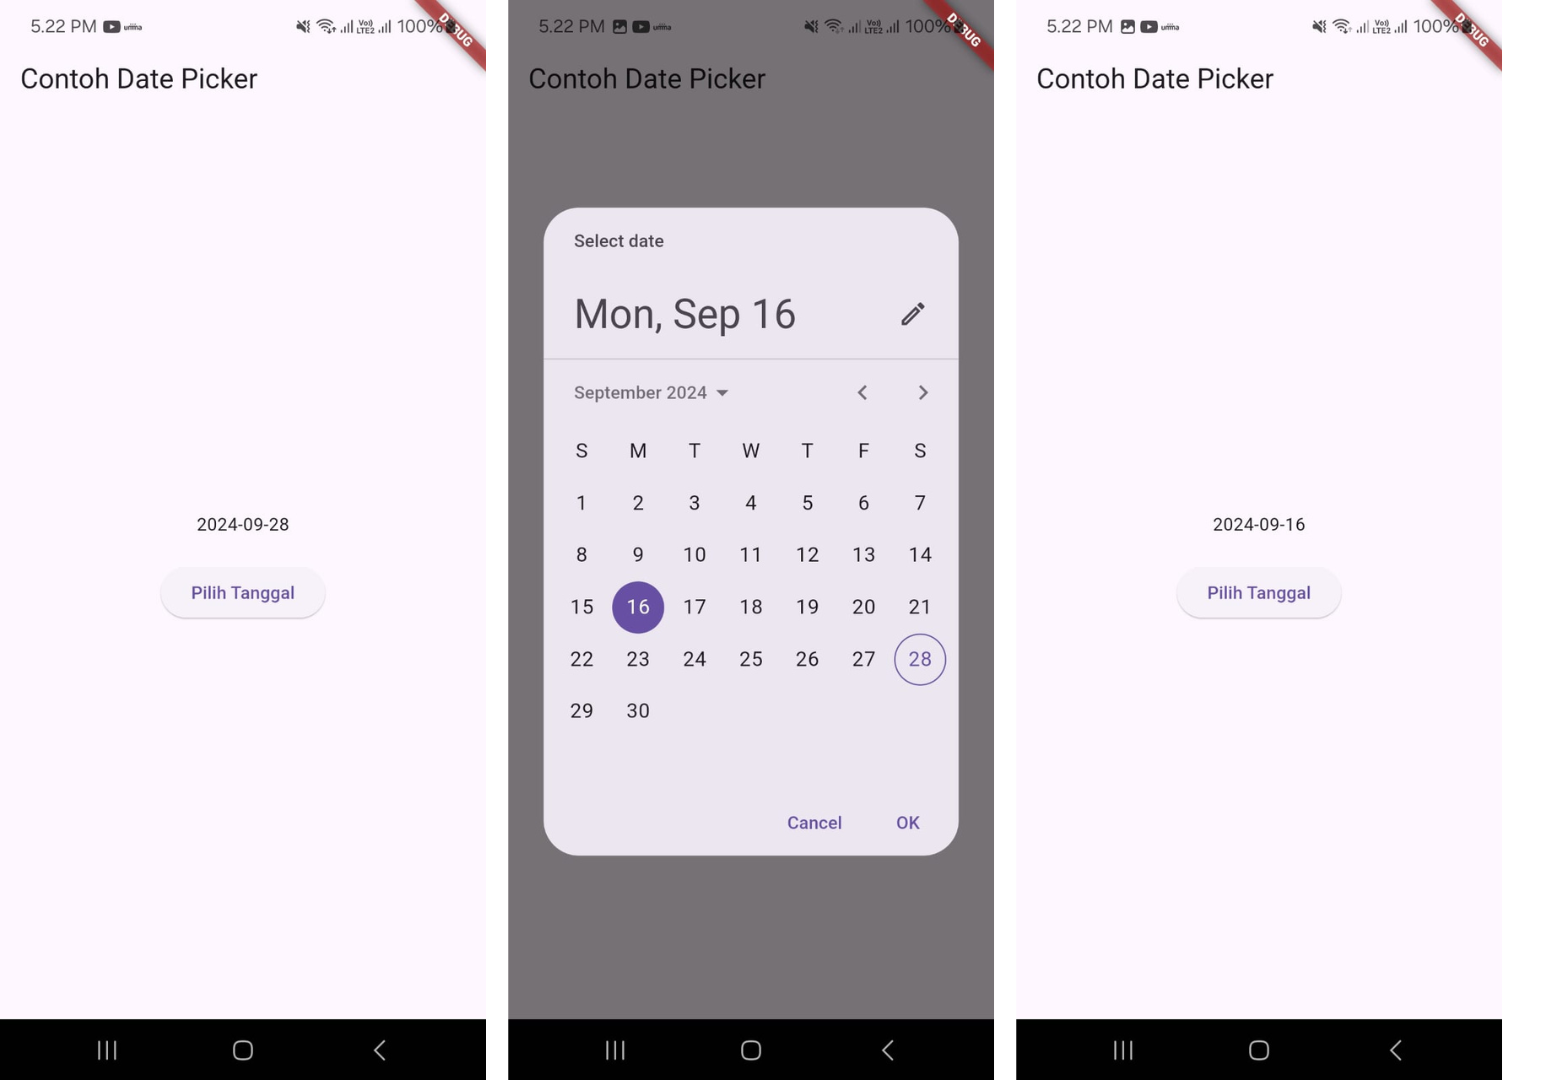 5.22 PM
100%
DEBUG
Contoh Date Picker
2024-09-28
Pilih Tanggal
5.22 PM
100%
DEBUG
Contoh Date Picker
Select date
Mon, Sep 16
September 2024
S M T W T F S
1 2 3 4 5 6 7
8 9 10 11 12 13 14
15 16 17 18 19 20 21
22 23 24 25 26 27 28
29 30
Cancel OK
5.22 PM
100%
Contoh Date Picker
2024-09-16
Pilih Tanggal